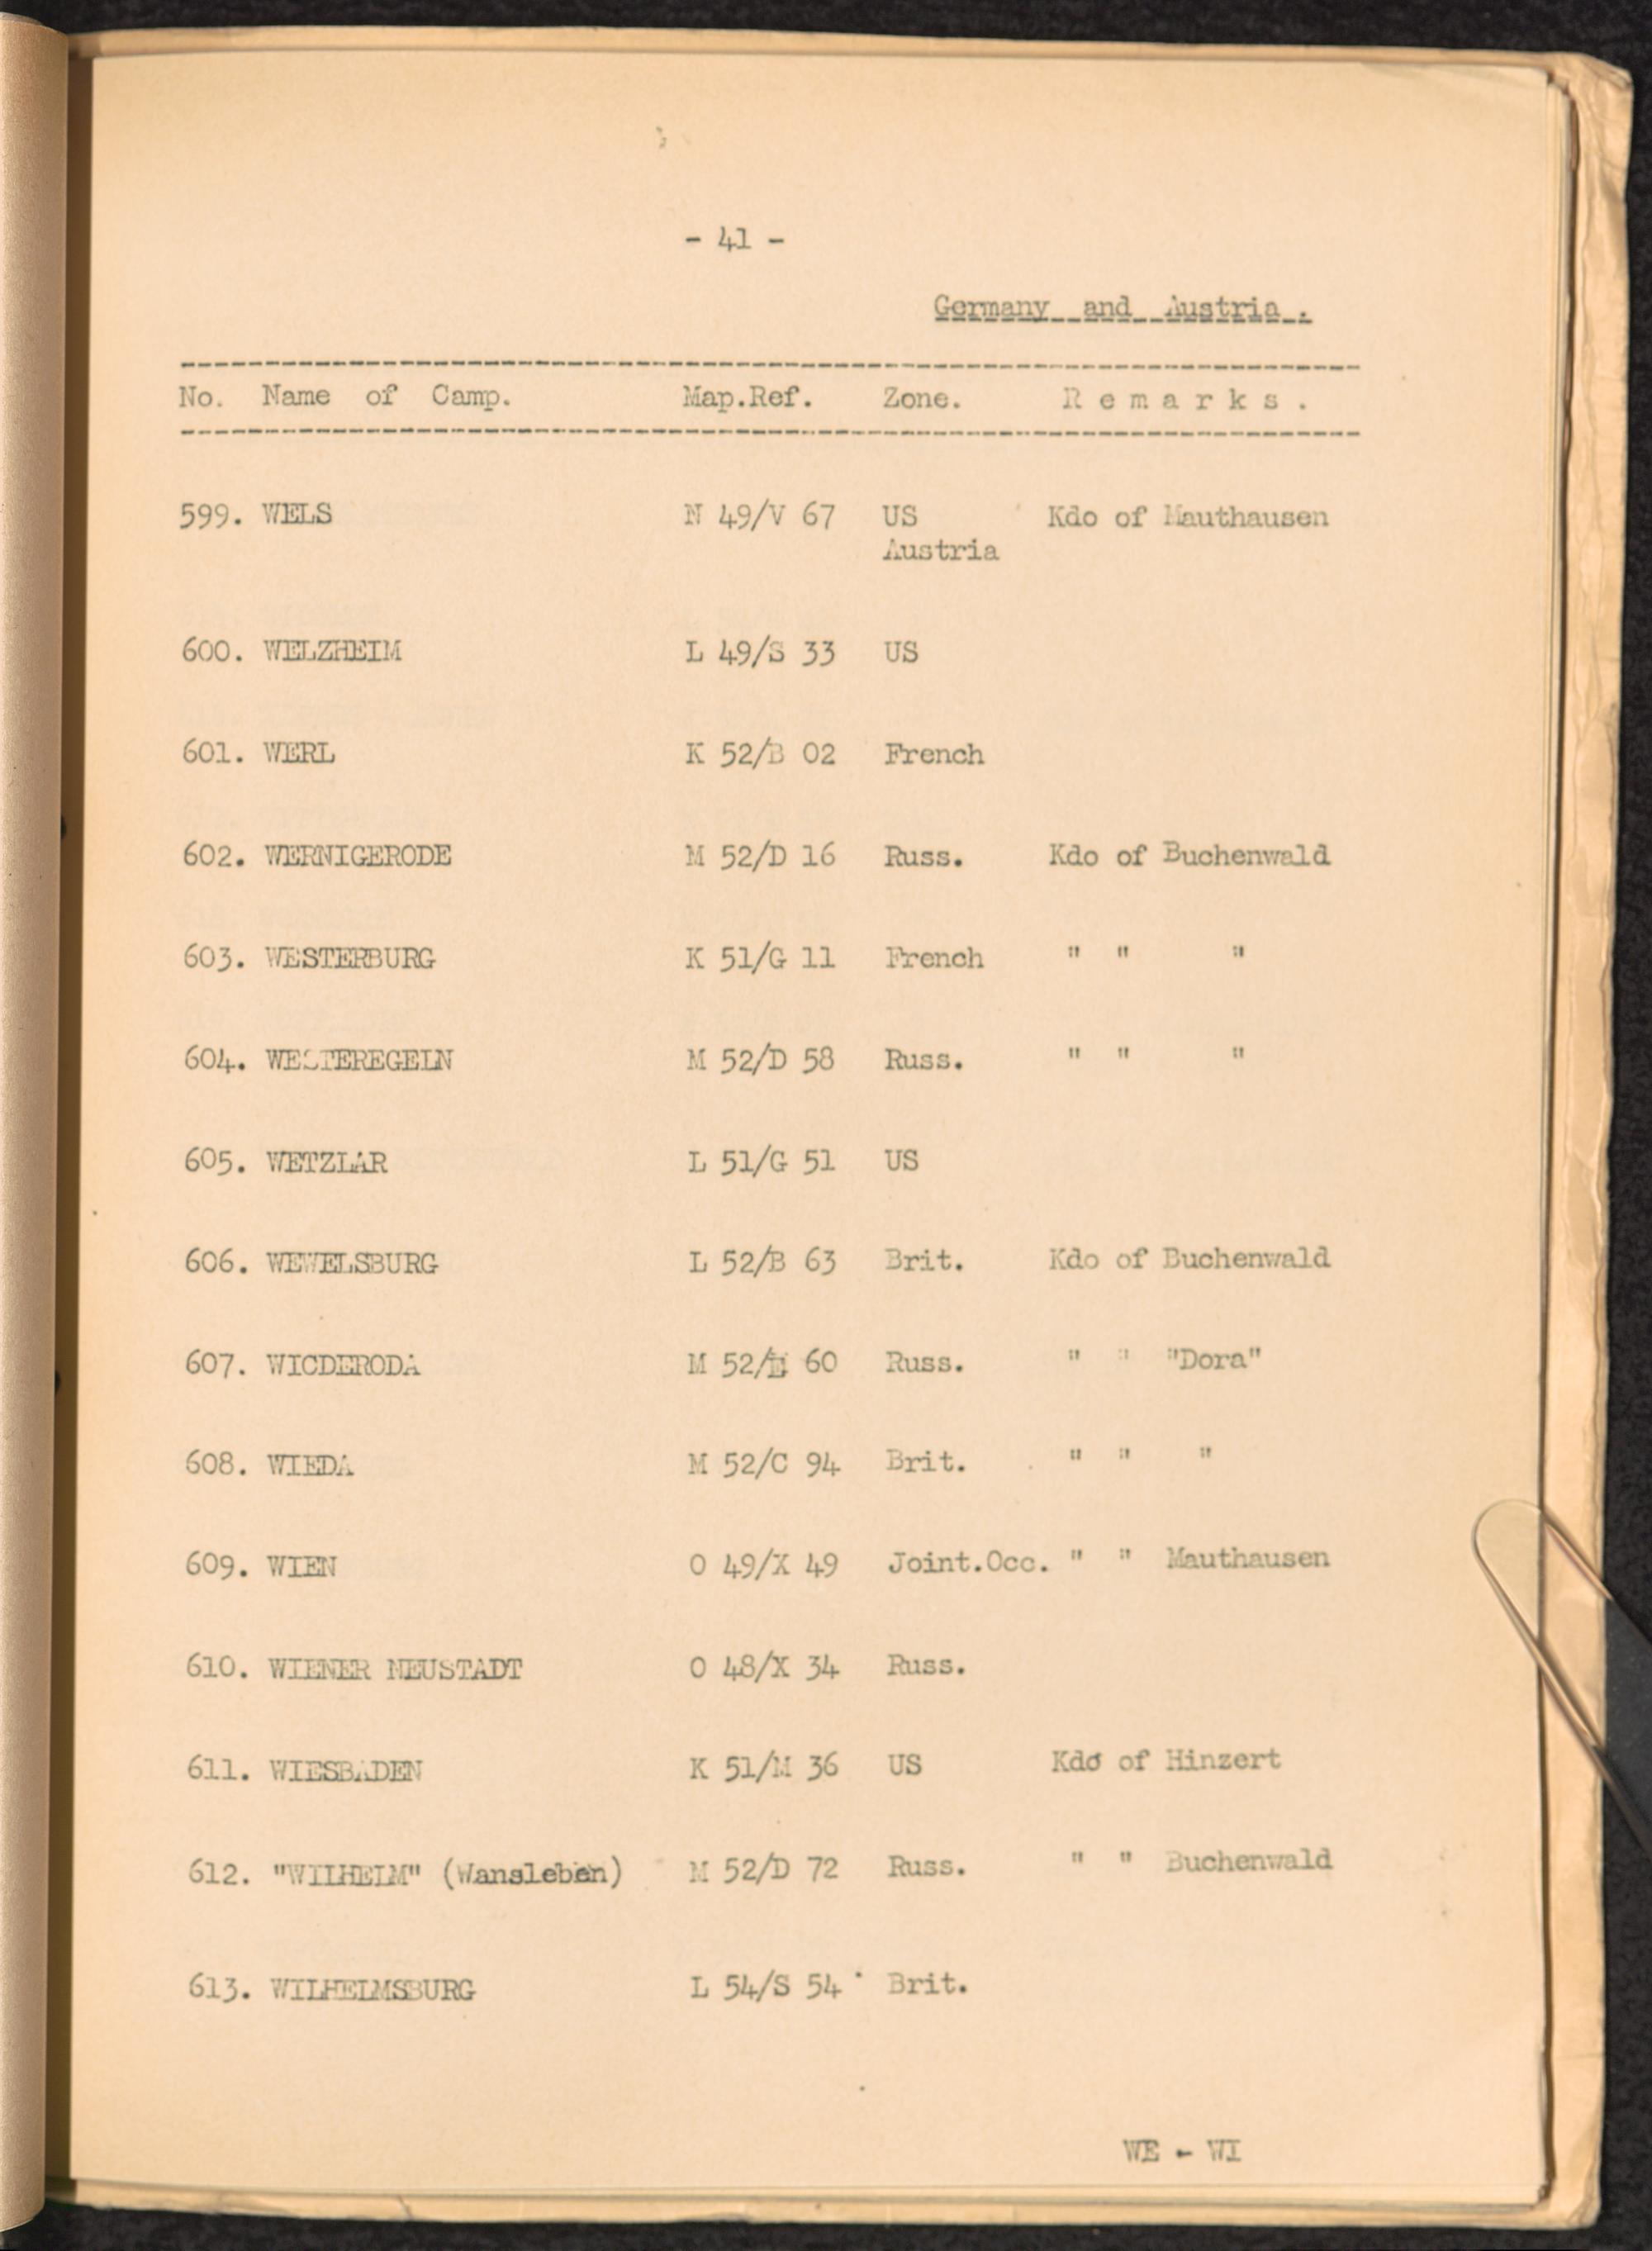 - 41 -
Germany and Austria.
No. Name of Camp. Map.Ref. Zone. Remarks.
599. WELS N 49/V 67 US Kdo of Mauthausen
Austria
600. WELZHEIM L 49/S 33 US
601. WERL K 52/B 02 French
602. WERNIGERODE M 52/D 16 Russ. Kdo of Buchenwald
603. WESTERBURG K 51/G 11 French " " "
604. WESTEREGELN M 52/D 58 Russ. " " "
605. WETZLAR L 51/G 51 US
606. WEWELSBURG L 52/B 63 Brit. Kdo of Buchenwald
607. WICDERODA M 52/E 60 Russ. " " "Dora"
608. WIEDA M 52/C 94 Brit. " " "
609. WIEN O 49/X 49 Joint.Occ. " " Mauthausen
610. WIENER NEUSTADT O 48/X 34 Russ.
611. WIESBADEN K 51/M 36 US Kdo of Hinzert
612. "WILHELM" (Wansleben) M 52/D 72 Russ. " " Buchenwald
613. WILHELMSBURG L 54/S 54 Brit.
WE - WI